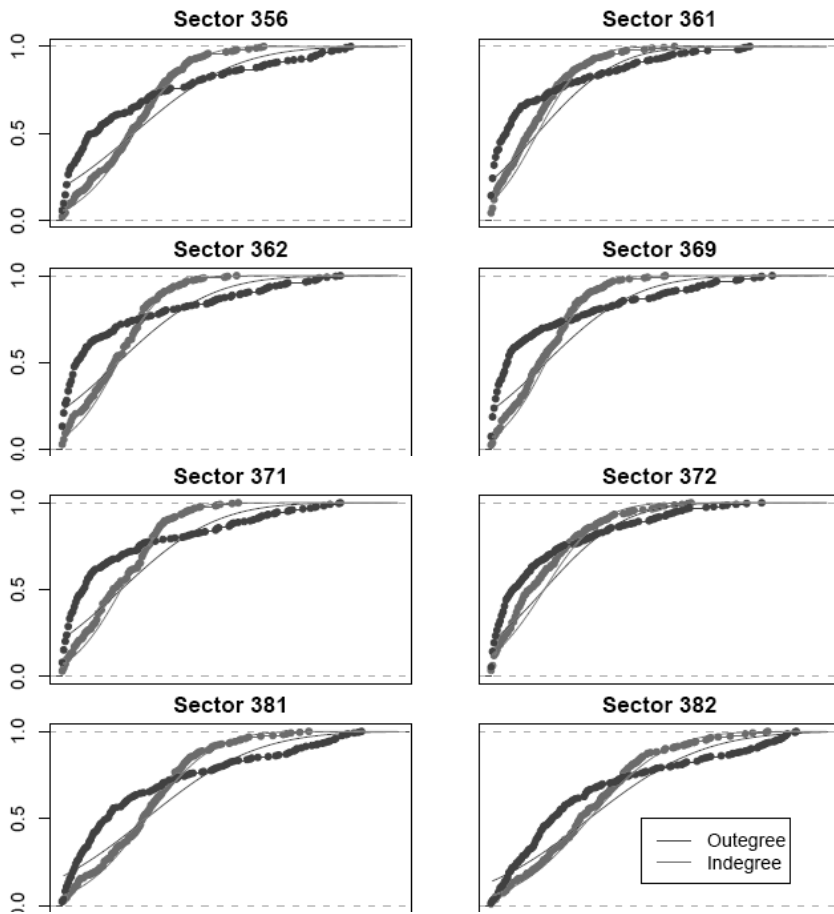 Sector 356
Sector 361
1.0
0.5
0.0
Sector 362
Sector 369
1.0
0.5
0.0
Sector 371
Sector 372
1.0
0.5
0.0
Sector 381
Sector 382
1.0
0.5
0.0
Outegree
Indegree